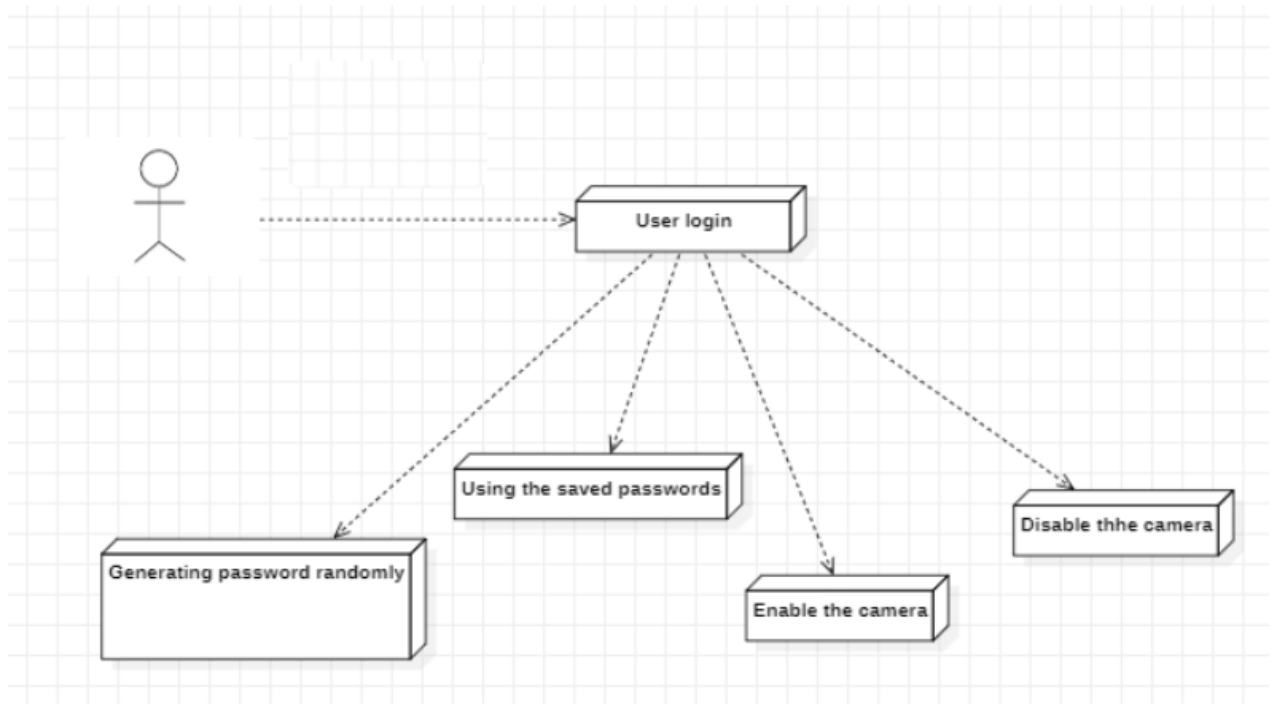 User login
Using the saved passwords
Disable thhe camera
Generating password randomly
Enable the camera